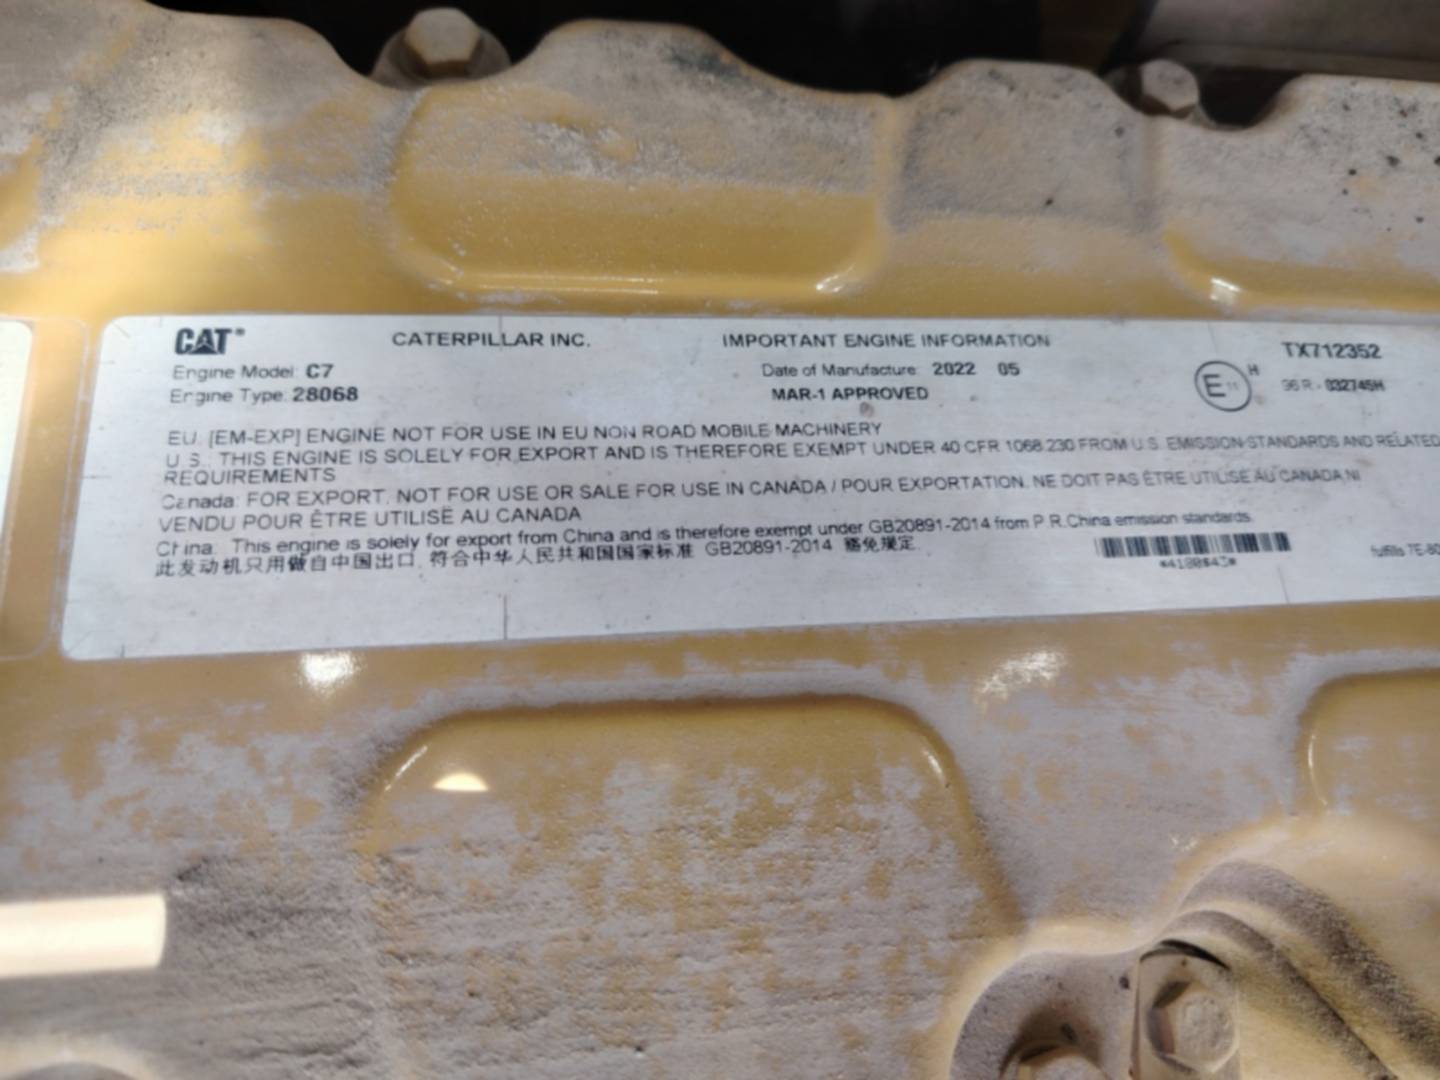 CAT CATERPILLAR INC. IMPORTANT ENGINE INFORMATION TX712352
Engine Model: C7 Date of Manufacture: 2022 05 E 11 H 96 R - 032745H
Engine Type: 28068 MAR-1 APPROVED
EU: [EM-EXP] ENGINE NOT FOR USE IN EU NON ROAD MOBILE MACHINERY
U.S.: THIS ENGINE IS SOLELY FOR EXPORT AND IS THEREFORE EXEMPT UNDER 40 CFR 1068.230 FROM U.S. EMISSION STANDARDS AND RELATED
REQUIREMENTS
Canada: FOR EXPORT. NOT FOR USE OR SALE FOR USE IN CANADA / POUR EXPORTATION. NE DOIT PAS ÊTRE UTILISÉ AU CANADA NI
VENDU POUR ÊTRE UTILISÉ AU CANADA
China: This engine is solely for export from China and is therefore exempt under GB20891-2014 from P.R.China emission standards.
此发动机只用做自中国出口, 符合中华人民共和国国家标准 GB20891-2014 豁免规定.
fulfills 7E-80